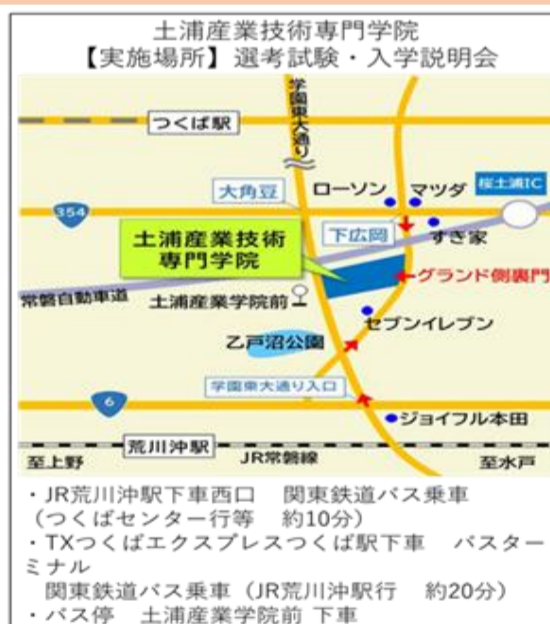 土浦産業技術専門学院
【実施場所】選考試験・入学説明会
学園東大通り
つくば駅
大角豆
ローソン
マツダ
桜土浦IC
354
下広岡
すき家
土浦産業技術
専門学院
グランド側裏門
常磐自動車道
土浦産業学院前
セブンイレブン
乙戸沼公園
学園東大通り入口
6
ジョイフル本田
荒川沖駅
至上野
JR常磐線
至水戸
・JR荒川沖駅下車西口 関東鉄道バス乗車
（つくばセンター行等 約10分）
・TXつくばエクスプレスつくば駅下車 バスター
ミナル
関東鉄道バス乗車（JR荒川沖駅行 約20分）
・バス停 土浦産業学院前 下車